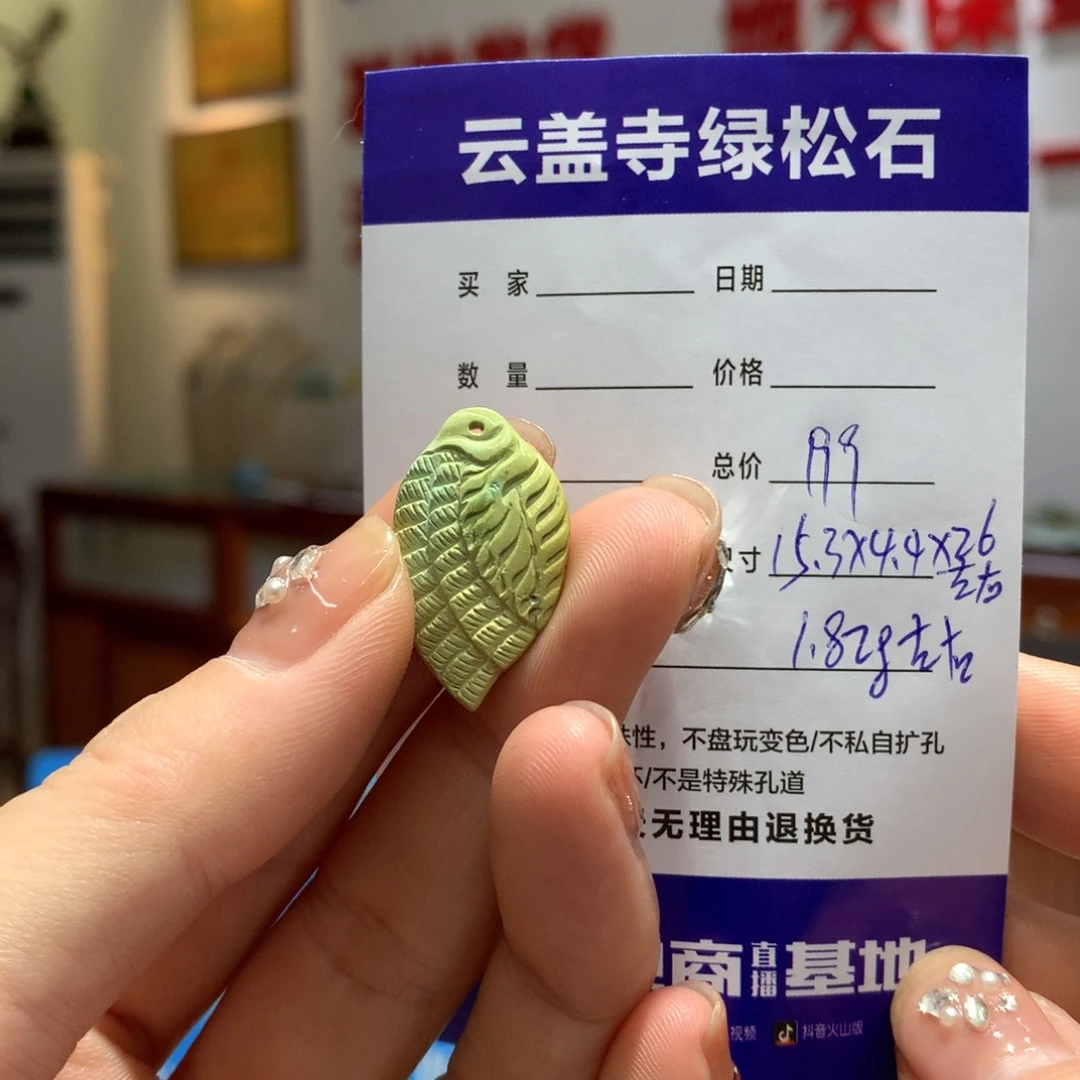 云盖寺绿松石
买 家 日期
数 量 价格
总价
寸 15.3X4.4X26
左右
1.82g左右
性，不盘玩变色/不私自扩孔
/不是特殊孔道
无理由退换货
商直播基地
视频 抖音火山版